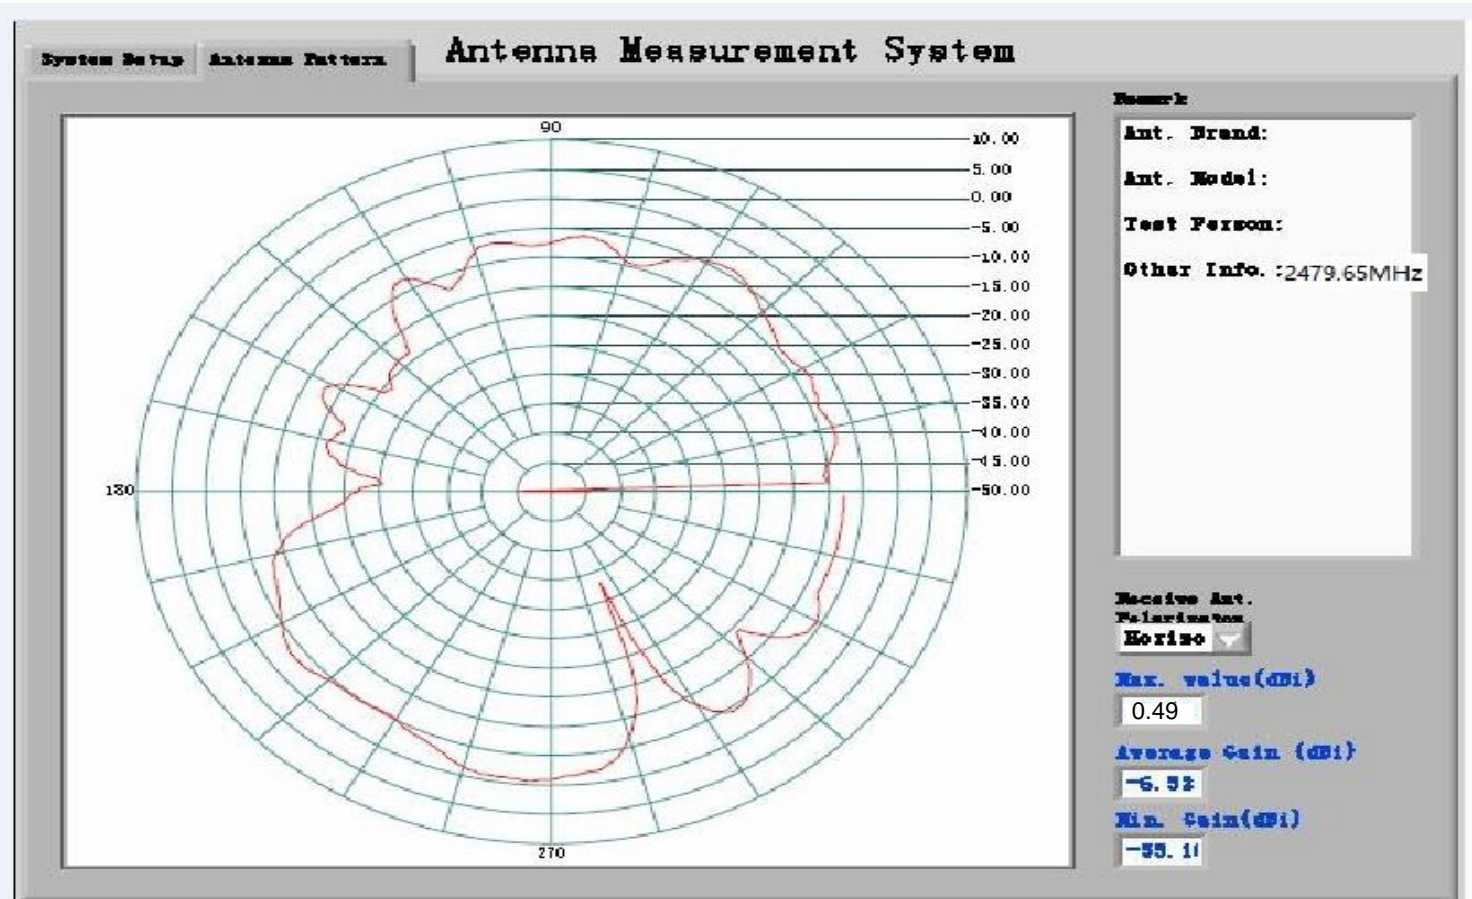 Antenna Measurement System
System Setup
Antenna Pattern
Remark
Ant. Brand:
Ant. Model:
Test Person:
Other Info. :2479.65MHz
90
10.00
5.00
0.00
-5.00
-10.00
-15.00
-20.00
-25.00
-30.00
-35.00
-40.00
-45.00
-50.00
180
270
Receive Ant.
Horizo
Max. value(dBi)
0.49
Average Gain (dBi)
Min. Gain(dBi)